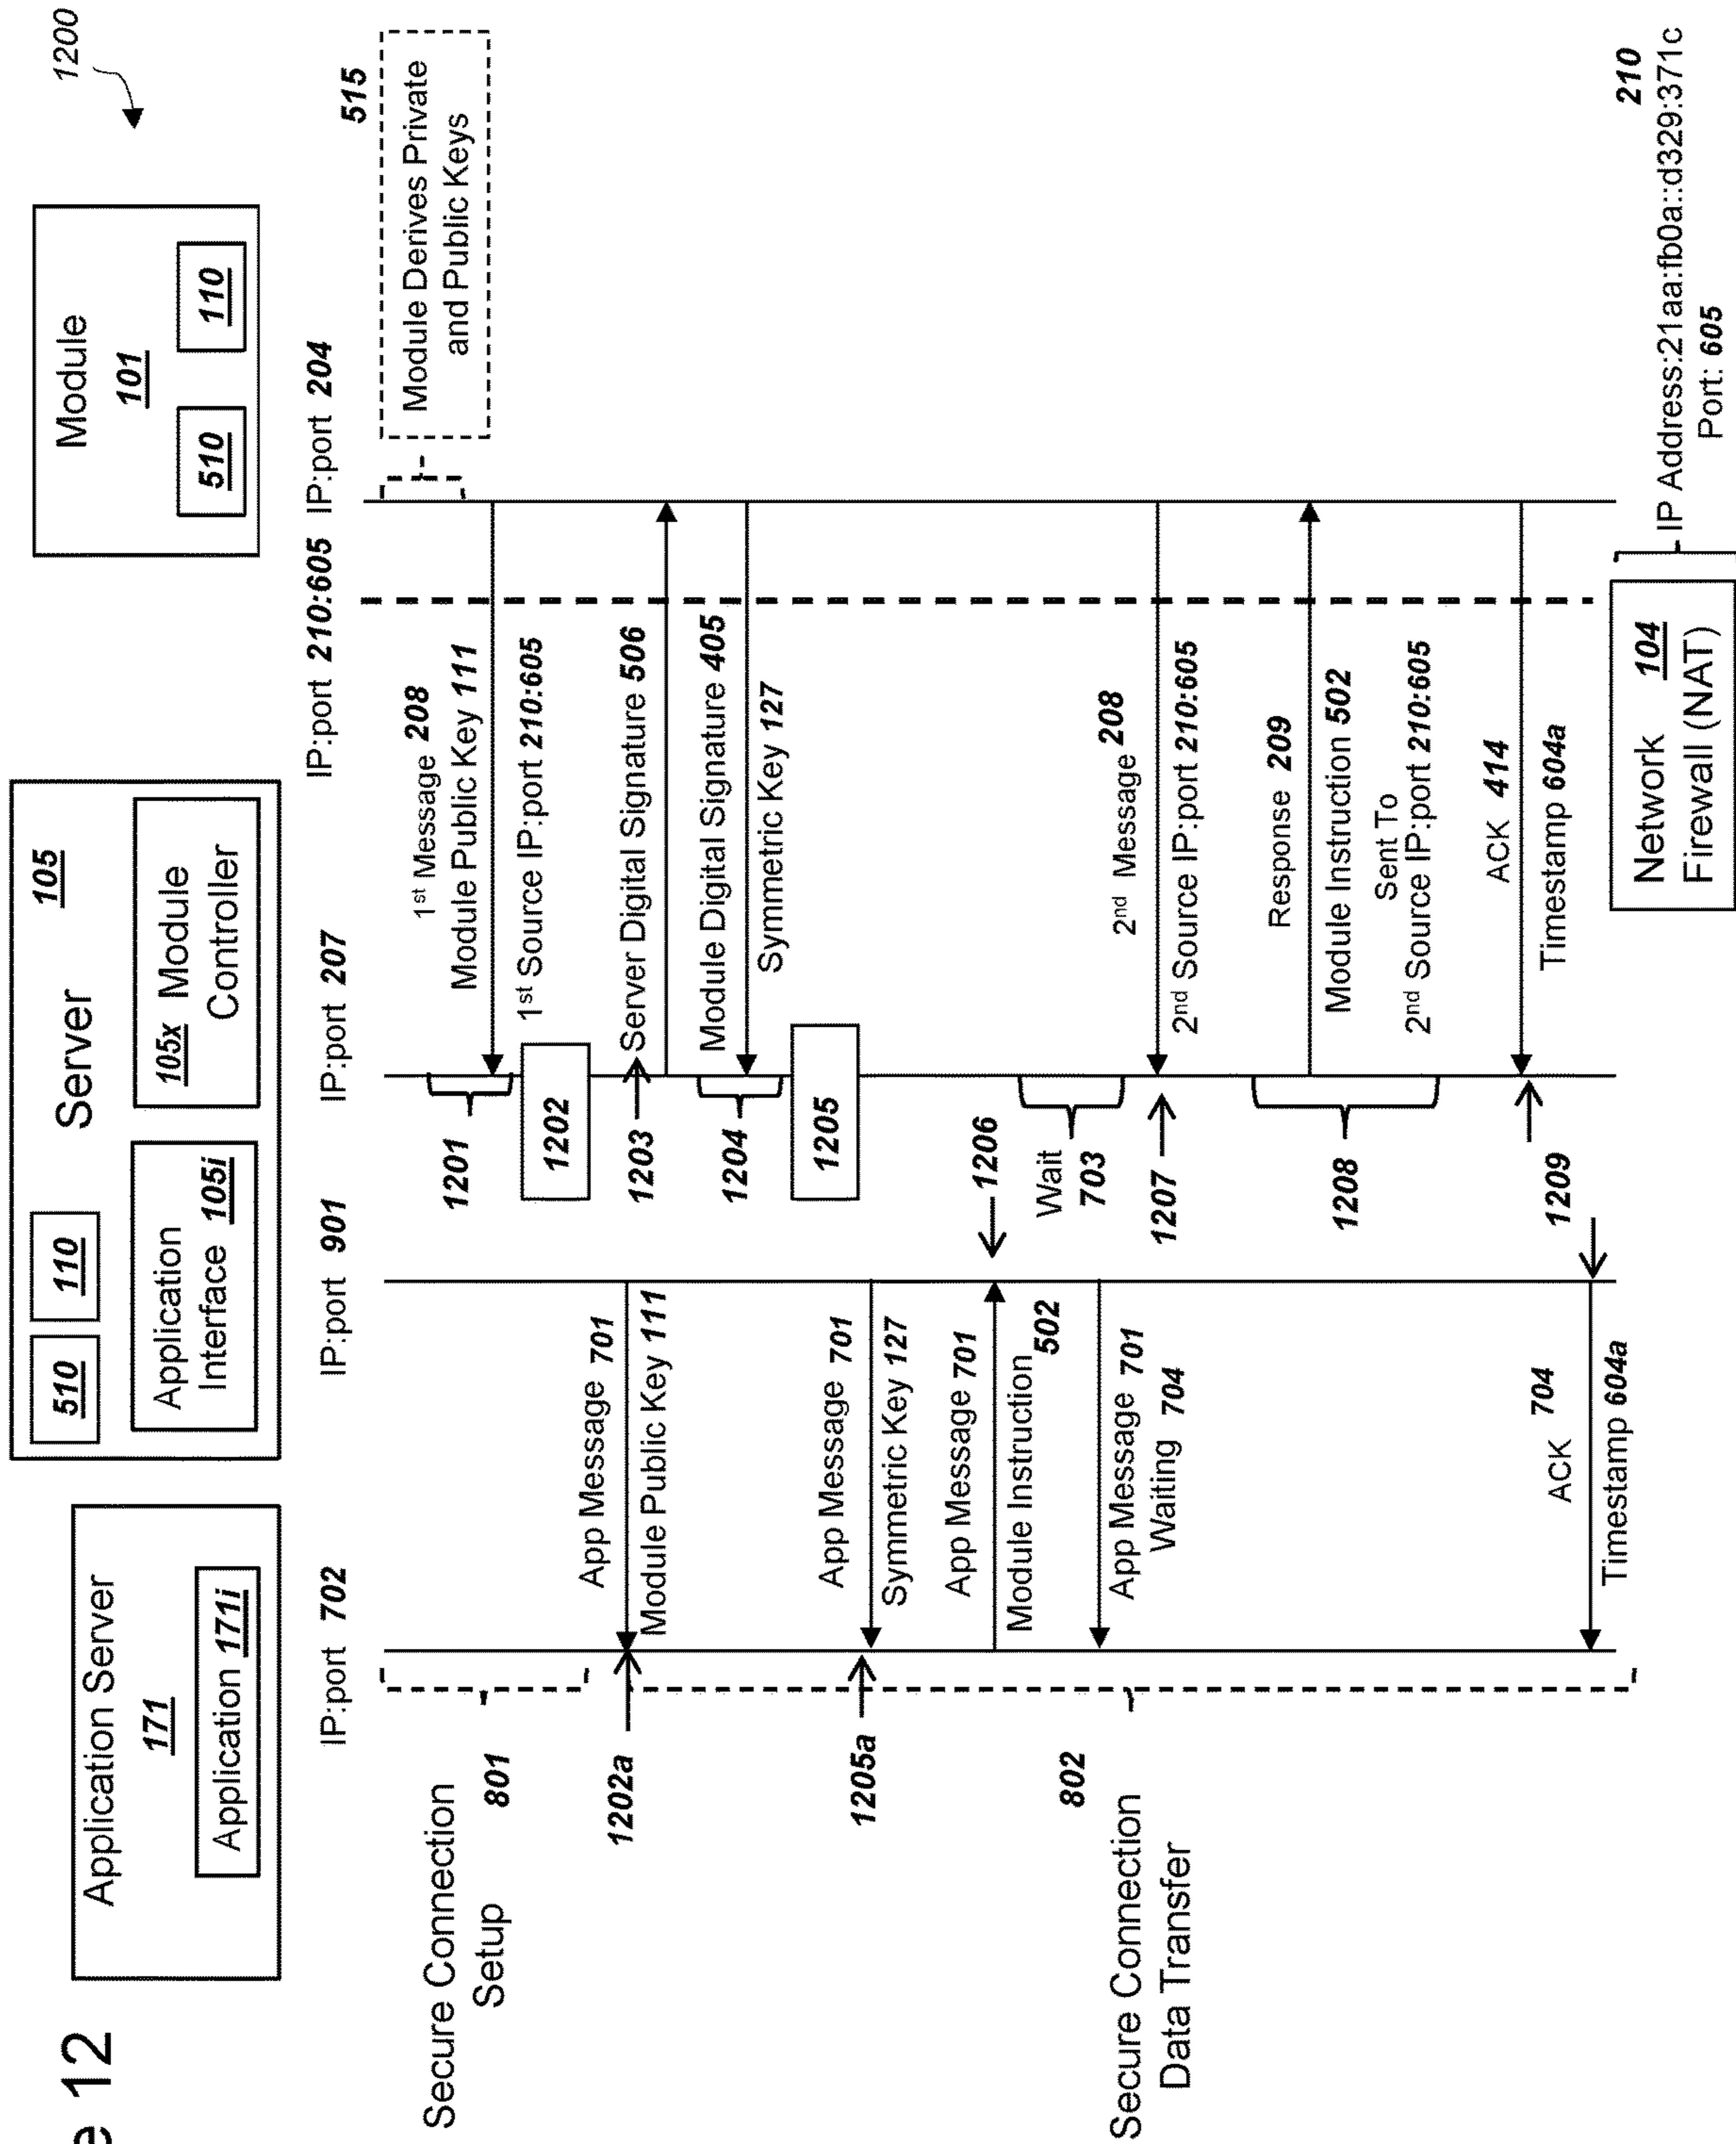 e 12
1200
Application Server
171
Application 171i
510
110
Server
105
Application
Interface 105i
105x Module
Controller
Module
101
510
110
IP:port 702
IP:port 901
IP:port 207
IP:port 210:605
IP:port 204
515
Module Derives Private
and Public Keys
Secure Connection
Setup
801
1201
1st Message 208
Module Public Key 111
1st Source IP:port 210:605
1202
App Message 701
Module Public Key 111
1202a
1203
Server Digital Signature 506
1204
Module Digital Signature 405
Symmetric Key 127
1205
App Message 701
Symmetric Key 127
1205a
App Message 701
Module Instruction
502
1206
Wait
703
App Message 701
Waiting 704
802
Secure Connection
Data Transfer
1207
2nd Message 208
2nd Source IP:port 210:605
1208
Response 209
Module Instruction 502
Sent To
2nd Source IP:port 210:605
1209
ACK 414
Timestamp 604a
704
ACK
Timestamp 604a
Network 104
Firewall (NAT)
210
IP Address:21aa:fb0a::d329:371c
Port: 605